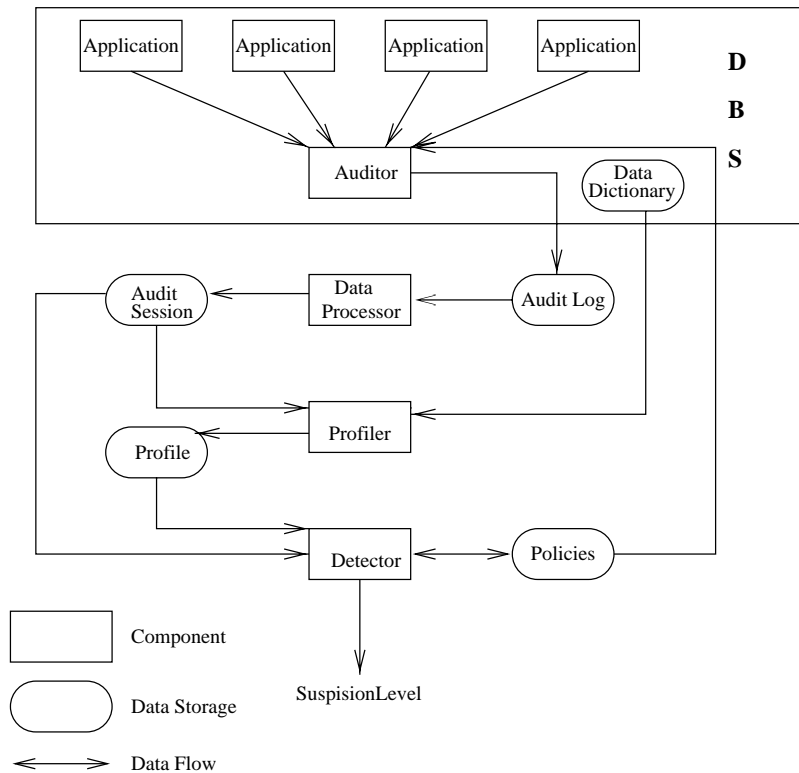 Application
Application
Application
Application
D
B
S
Auditor
Data
Dictionary
Audit
Session
Data
Processor
Audit Log
Profiler
Profile
Detector
Policies
Component
SuspisionLevel
Data Storage
Data Flow